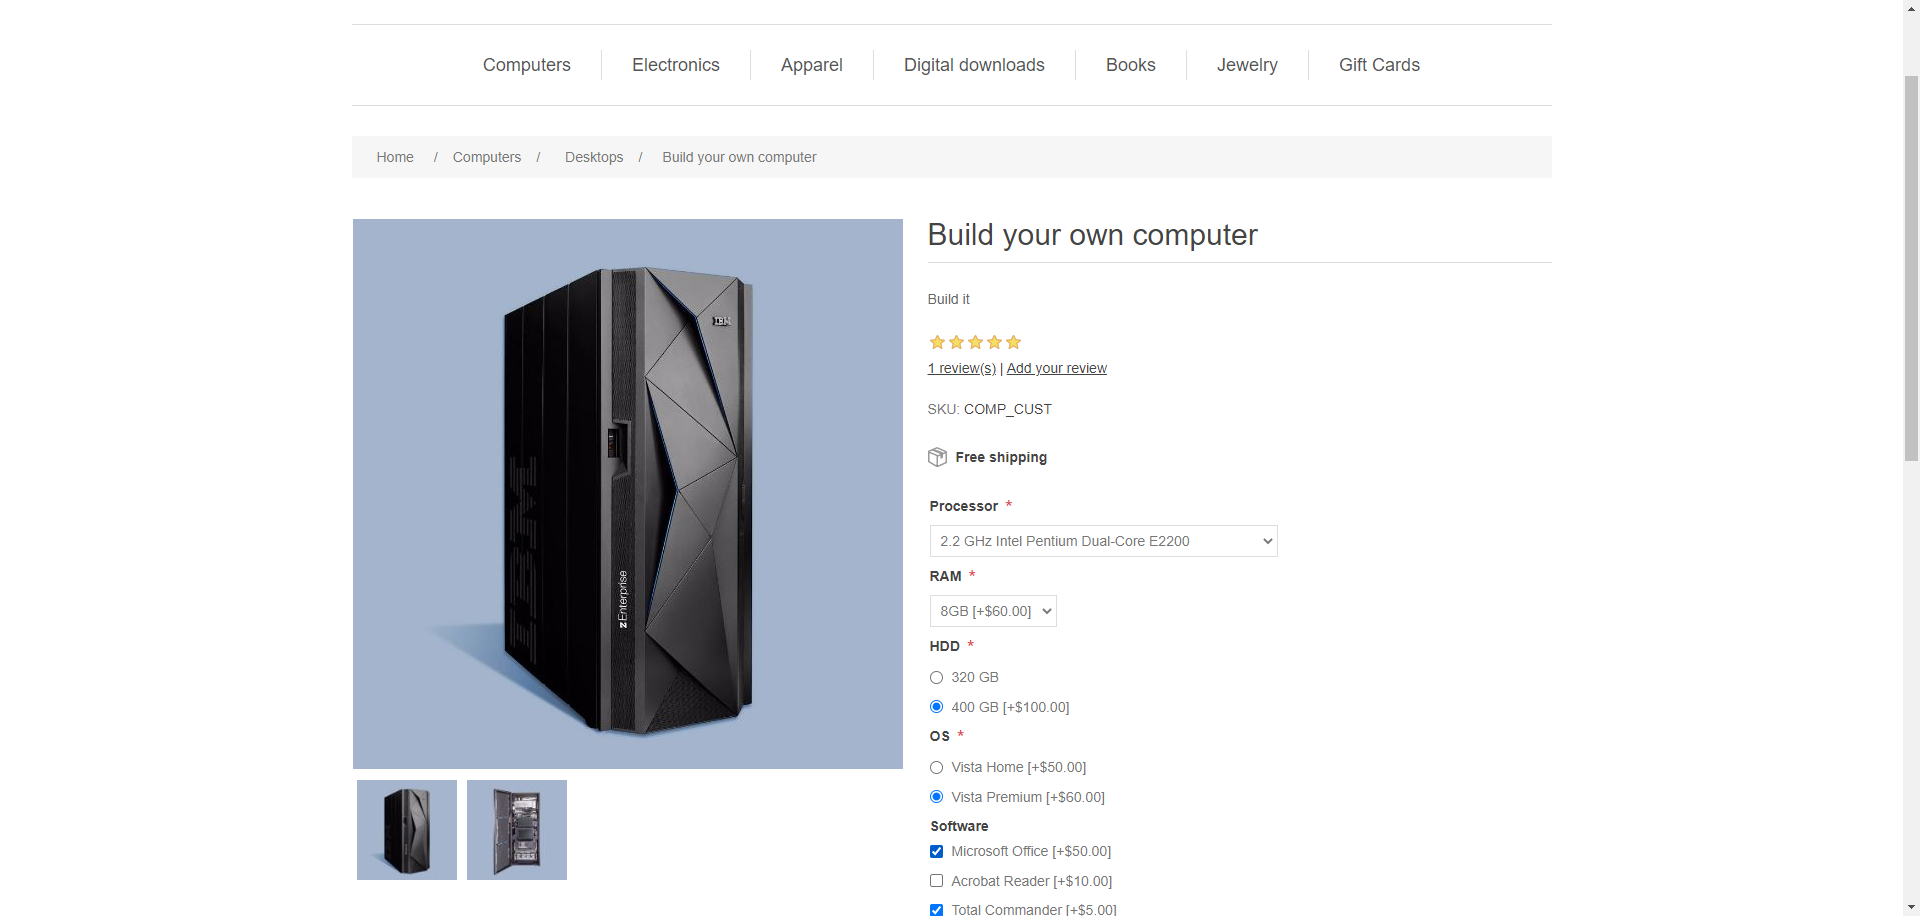 Computers
Electronics
Apparel
Digital downloads
Books
Jewelry
Gift Cards
Home / Computers / Desktops / Build your own computer
IBM
IBM
zEnterprise
Build your own computer
Build it
1 review(s) | Add your review
SKU: COMP_CUST
Free shipping
Processor *
2.2 GHz Intel Pentium Dual-Core E2200
RAM *
8GB [+$60.00]
HDD *
320 GB
400 GB [+$100.00]
OS *
Vista Home [+$50.00]
Vista Premium [+$60.00]
Software
Microsoft Office [+$50.00]
Acrobat Reader [+$10.00]
Total Commander [+$5.00]